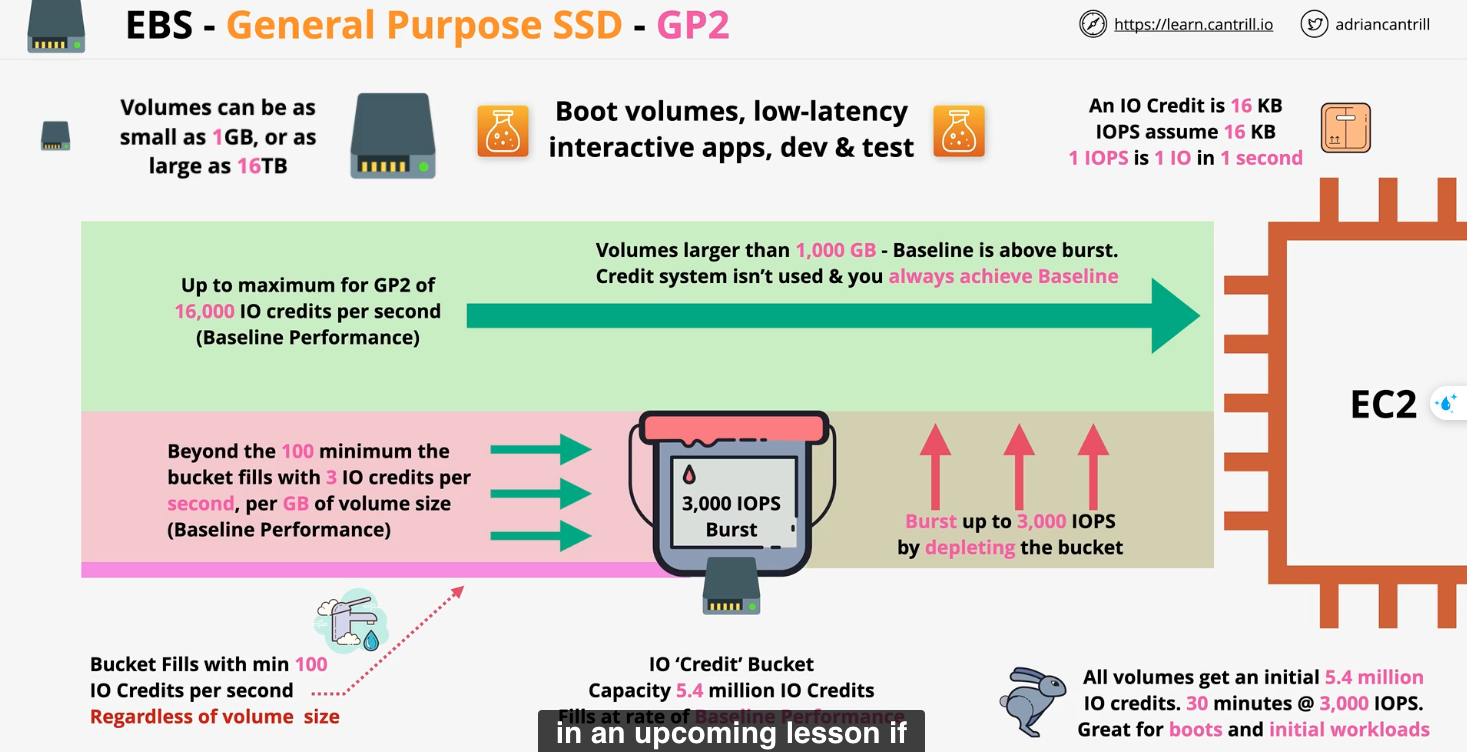 EBS - General Purpose SSD - GP2
https://learn.cantrill.io
adriancantrill
Volumes can be as
small as 1GB, or as
large as 16TB
Boot volumes, low-latency
interactive apps, dev & test
An IO Credit is 16 KB
IOPS assume 16 KB
1 IOPS is 1 IO in 1 second
Volumes larger than 1,000 GB - Baseline is above burst.
Credit system isn't used & you always achieve Baseline
Up to maximum for GP2 of
16,000 IO credits per second
(Baseline Performance)
EC2
Beyond the 100 minimum the
bucket fills with 3 IO credits per
second, per GB of volume size
(Baseline Performance)
3,000 IOPS
Burst
Burst up to 3,000 IOPS
by depleting the bucket
Bucket Fills with min 100
IO Credits per second
Regardless of volume size
IO 'Credit' Bucket
Capacity 5.4 million IO Credits
Fills at rate of Baseline Performance
All volumes get an initial 5.4 million
IO credits. 30 minutes @ 3,000 IOPS.
Great for boots and initial workloads
in an upcoming lesson if